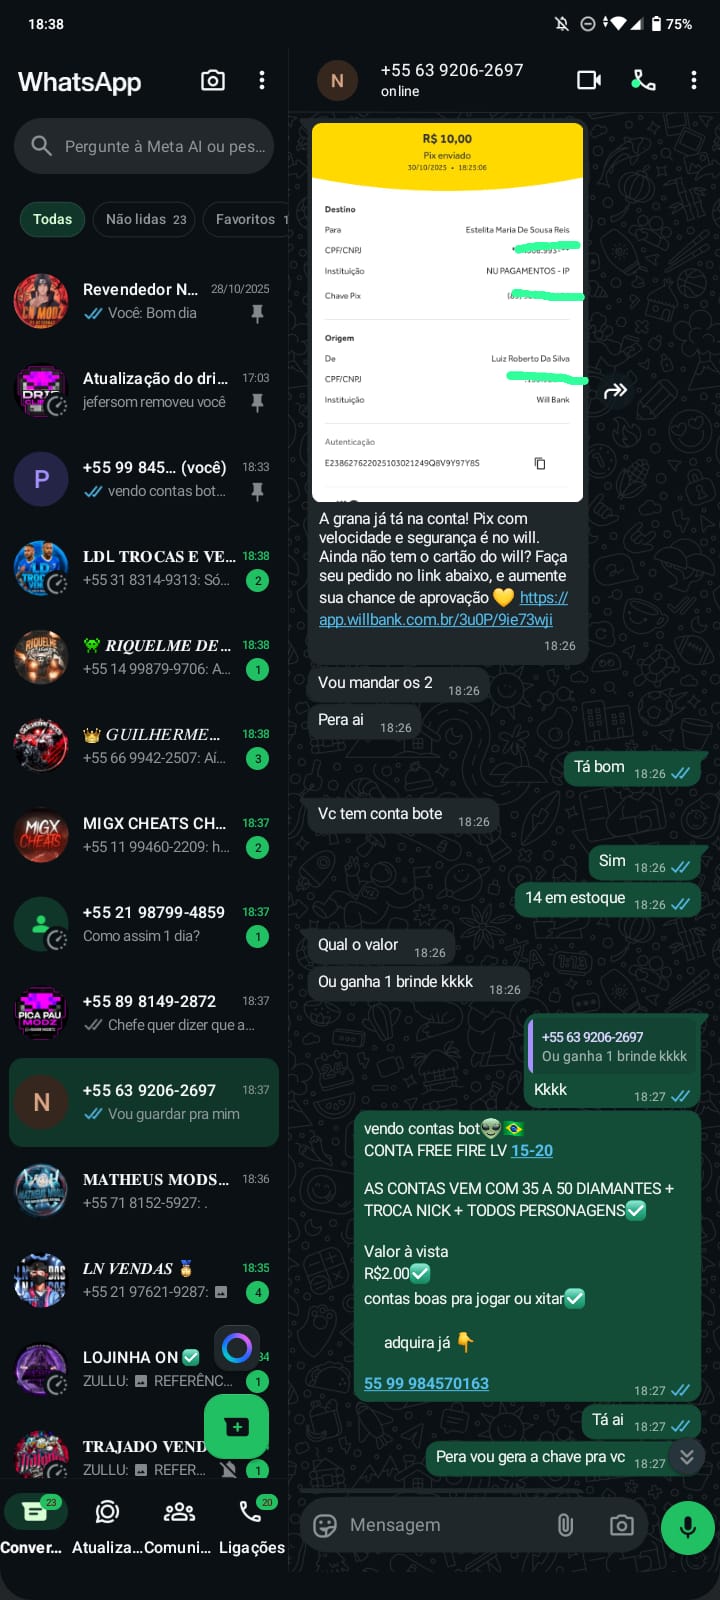 18:38
75%
WhatsApp
Pergunte à Meta AI ou pes...
Todas
Não lidas 23
Favoritos 1
Revendedor N... 28/10/2025
Você: Bom dia
Atualização do dri... 17:03
jefersom removeu você
P
+55 99 845... (você) 18:33
vendo contas bot...
LDL TROCAS E VE... 18:38
+55 31 8314-9313: Só... 2
👾 RIQUELME DE ... 18:38
+55 14 99879-9706: A... 1
👑 GUILHERME... 18:38
+55 66 9942-2507: Aí... 3
MIGX CHEATS CH... 18:37
+55 11 99460-2209: h... 2
+55 21 98799-4859 18:37
Como assim 1 dia? 1
+55 89 8149-2872 18:37
Chefe quer dizer que a...
N
+55 63 9206-2697 18:37
Vou guardar pra mim
MATHEUS MODS... 18:36
+55 71 8152-5927: .
LN VENDAS 🏅 18:35
+55 21 97621-9287: 4
LOJINHA ON ✅ 34
ZULLU: REFERÊNC... 1
TRAJADO VEND
ZULLU: REFER... 1
23
20
Conver...
Atualiza...
Comuni...
Ligações
N
+55 63 9206-2697
online
R$ 10,00
Pix enviado
30/10/2025 • 18:25:06
Destino
Para Estelita Maria De Sousa Reis
CPF/CNPJ
Instituição NU PAGAMENTOS - IP
Chave Pix
Origem
De Luiz Roberto Da Silva
CPF/CNPJ
Instituição Will Bank
Autenticação
E23862762202510302124​9Q8V9Y97Y8S
A grana já tá na conta! Pix com
velocidade e segurança é no will.
Ainda não tem o cartão do will? Faça
seu pedido no link abaixo, e aumente
sua chance de aprovação 💛 https://
app.willbank.com.br/3u0P/9ie73wji
18:26
Vou mandar os 2 18:26
Pera ai 18:26
Tá bom 18:26
Vc tem conta bote 18:26
Sim 18:26
14 em estoque 18:26
Qual o valor 18:26
Ou ganha 1 brinde kkkk 18:26
+55 63 9206-2697
Ou ganha 1 brinde kkkk
Kkkk 18:27
vendo contas bot👽🇧🇷
CONTA FREE FIRE LV 15-20
AS CONTAS VEM COM 35 A 50 DIAMANTES +
TROCA NICK + TODOS PERSONAGENS✅
Valor à vista
R$2.00✅
contas boas pra jogar ou xitar✅
adquira já 👇
55 99 984570163
18:27
Tá ai 18:27
Pera vou gera a chave pra vc 18:27
Mensagem